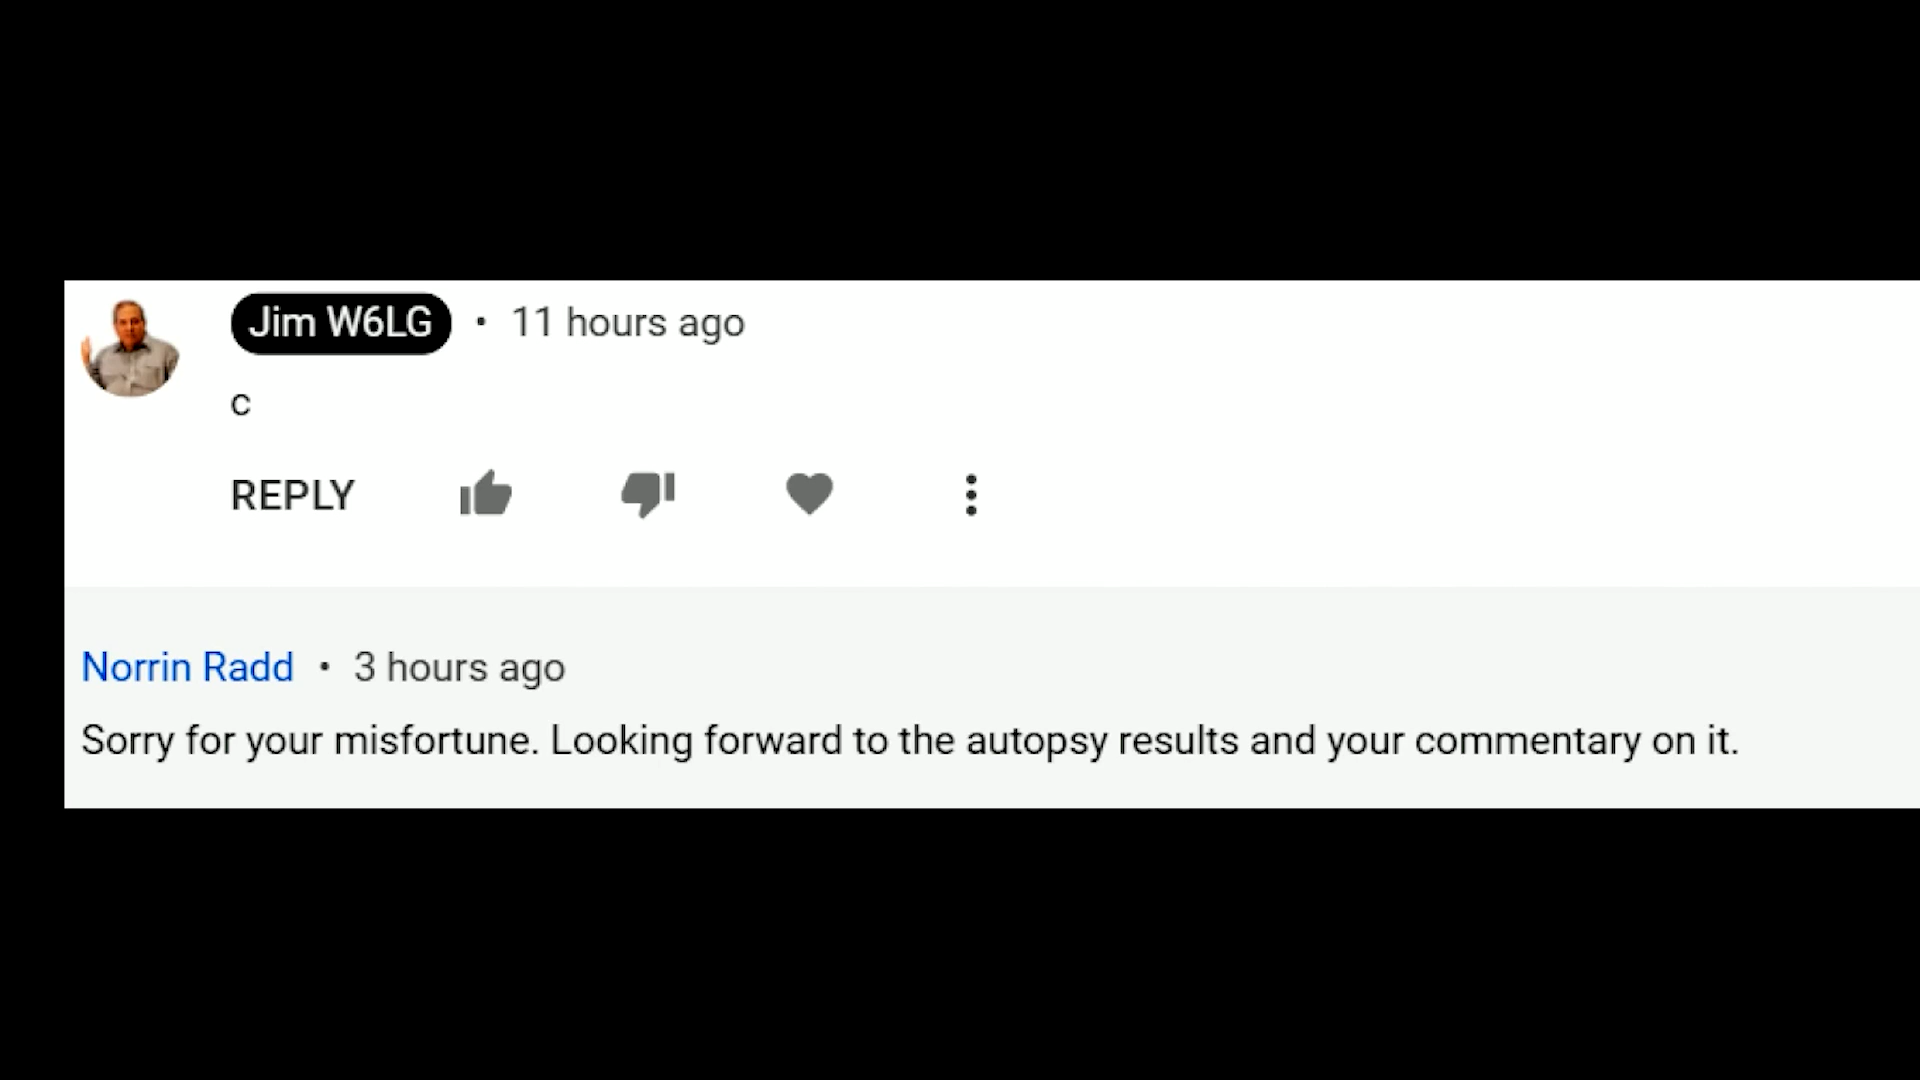 Jim W6LG • 11 hours ago
c
REPLY
Norrin Radd • 3 hours ago
Sorry for your misfortune. Looking forward to the autopsy results and your commentary on it.